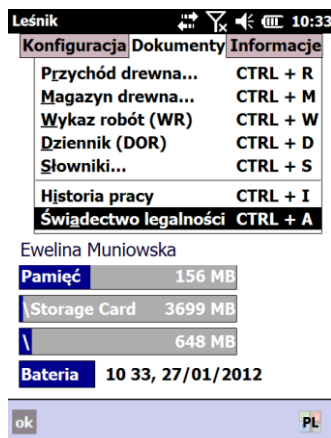 Leśnik 10:33
Konfiguracja Dokumenty Informacje
Przychód drewna... CTRL + R
Magazyn drewna... CTRL + M
Wykaz robót (WR) CTRL + W
Dziennik (DOR) CTRL + D
Słowniki... CTRL + S
Historia pracy CTRL + I
Świadectwo legalności CTRL + A
Ewelina Muniowska
Pamięć 156 MB
\Storage Card 3699 MB
\ 648 MB
Bateria 10 33, 27/01/2012
ok PL